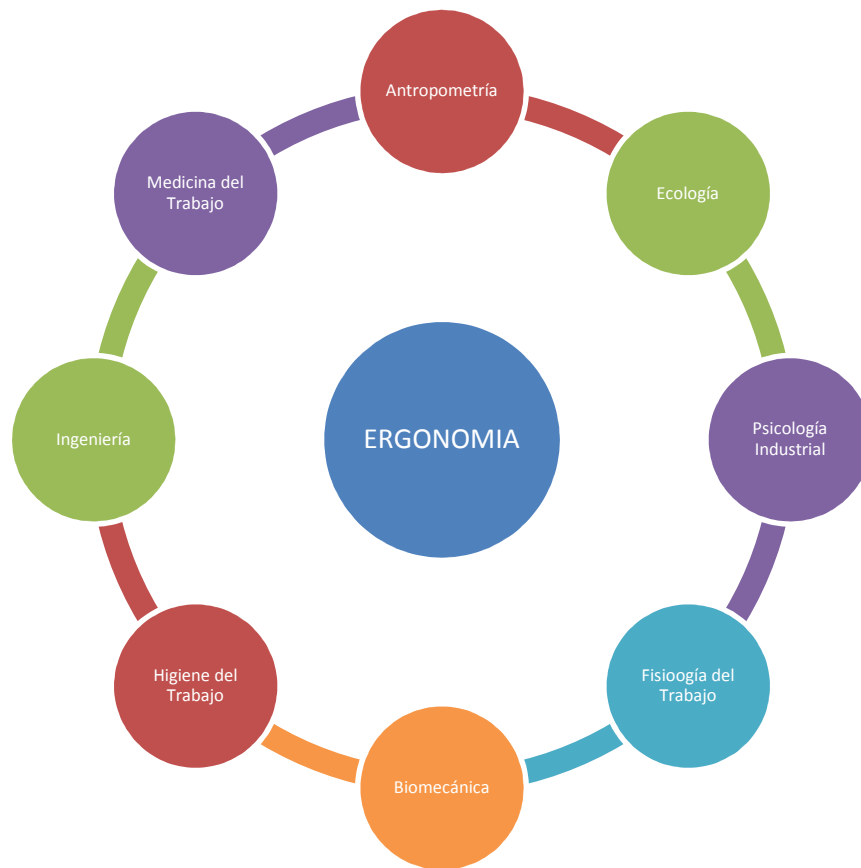 Antropometría
Medicina del
Trabajo
Ecología
Ingeniería
ERGONOMIA
Psicología
Industrial
Higiene del
Trabajo
Fisioogía del
Trabajo
Biomecánica